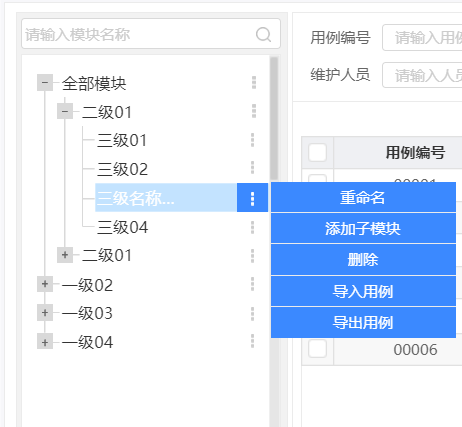 请输入模块名称
全部模块
二级01
三级01
三级02
三级名称...
三级04
二级01
一级02
一级03
一级04
重命名
添加子模块
删除
导入用例
导出用例
用例编号
请输入用
维护人员
请输入人
用例编号
00006